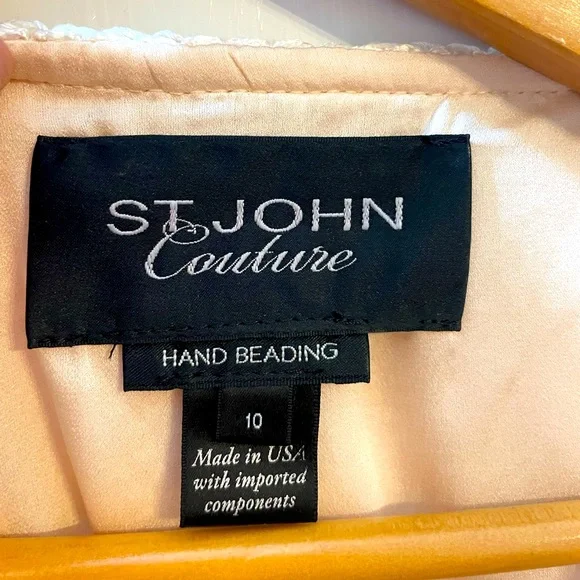 ST. JOHN
Couture
HAND BEADING
10
Made in USA
with imported
components